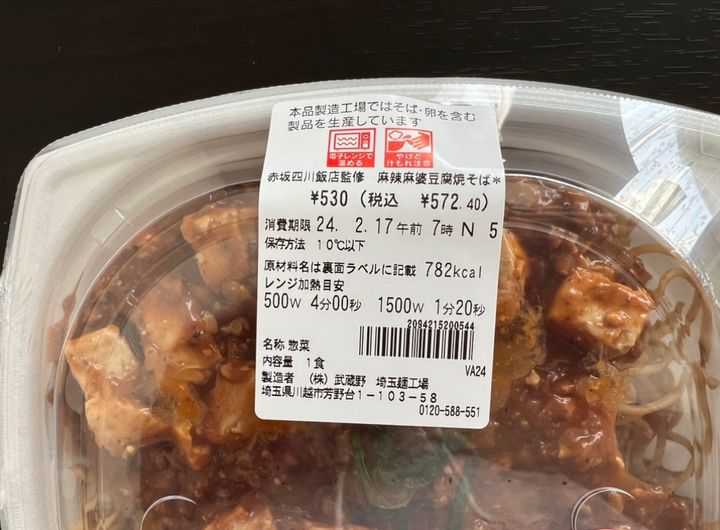 本品製造工場ではそば・卵を含む
製品を生産しています
電子レンジで
温める
やけど
汁もれ注意
赤坂四川飯店監修 麻辣麻婆豆腐焼そば*
¥530 (税込 ¥572.40)
消費期限 24. 2.17午前 7時 N 5
保存方法 10℃以下
原材料名は裏面ラベルに記載 782kcal
レンジ加熱目安
500W 4分00秒 1500W 1分20秒
2094215200544
名称 惣菜
内容量 1食
VA24
製造者 (株) 武蔵野 埼玉麺工場
埼玉県川越市芳野台1-103-58
0120-588-551